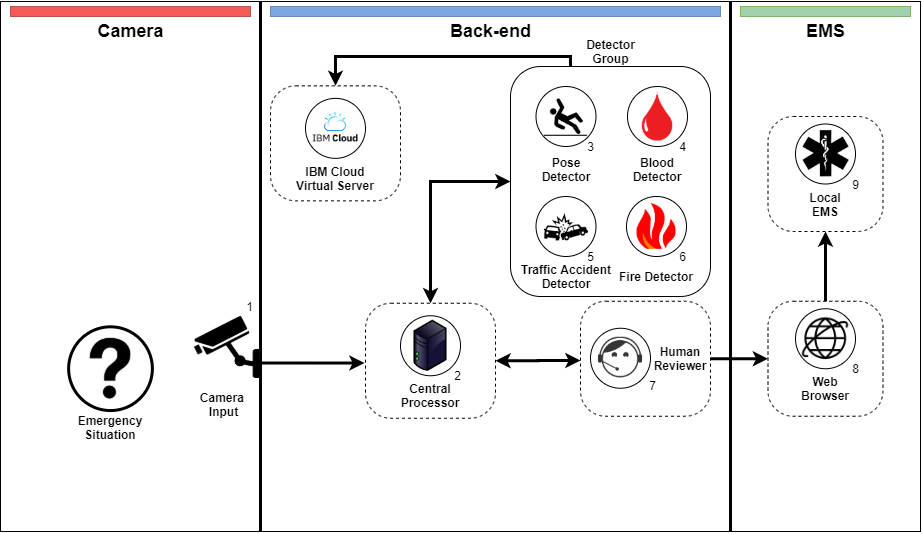 Camera
Back-end
EMS
Detector
Group
IBM Cloud
IBM Cloud
Virtual Server
3
Pose
Detector
4
Blood
Detector
5
Traffic Accident
Detector
6
Fire Detector
9
Local
EMS
1
Camera
Input
Emergency
Situation
2
Central
Processor
Human
Reviewer
7
8
Web
Browser